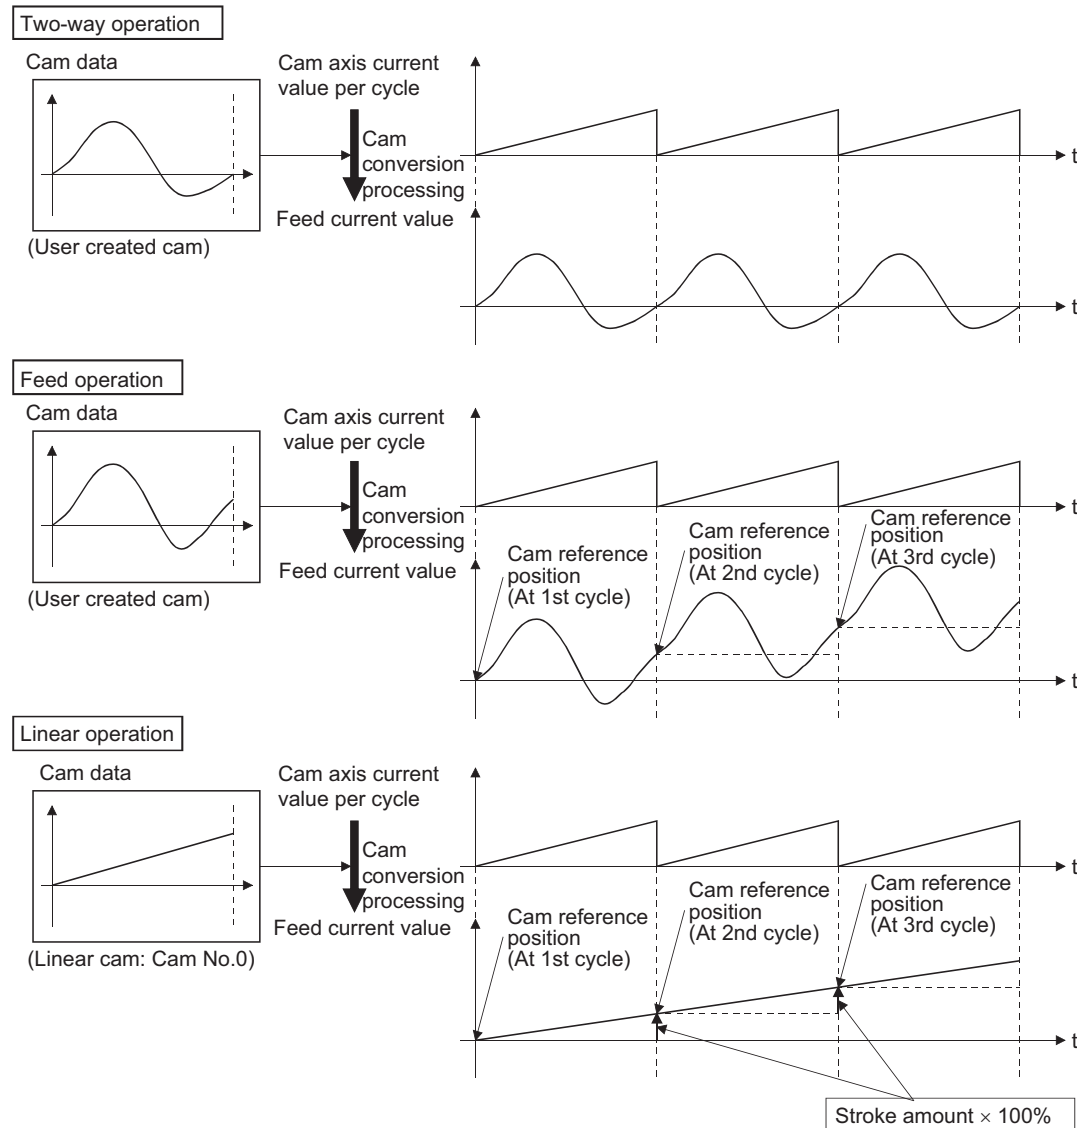 Two-way operation
Cam data
(User created cam)
Cam axis current
value per cycle
Cam
conversion
processing
Feed current value
t
t
Feed operation
Cam data
(User created cam)
Cam axis current
value per cycle
Cam
conversion
processing
Feed current value
t
Cam reference
position
(At 1st cycle)
Cam reference
position
(At 2nd cycle)
Cam reference
position
(At 3rd cycle)
t
Linear operation
Cam data
(Linear cam: Cam No.0)
Cam axis current
value per cycle
Cam
conversion
processing
Feed current value
t
Cam reference
position
(At 1st cycle)
Cam reference
position
(At 2nd cycle)
Cam reference
position
(At 3rd cycle)
t
Stroke amount × 100%